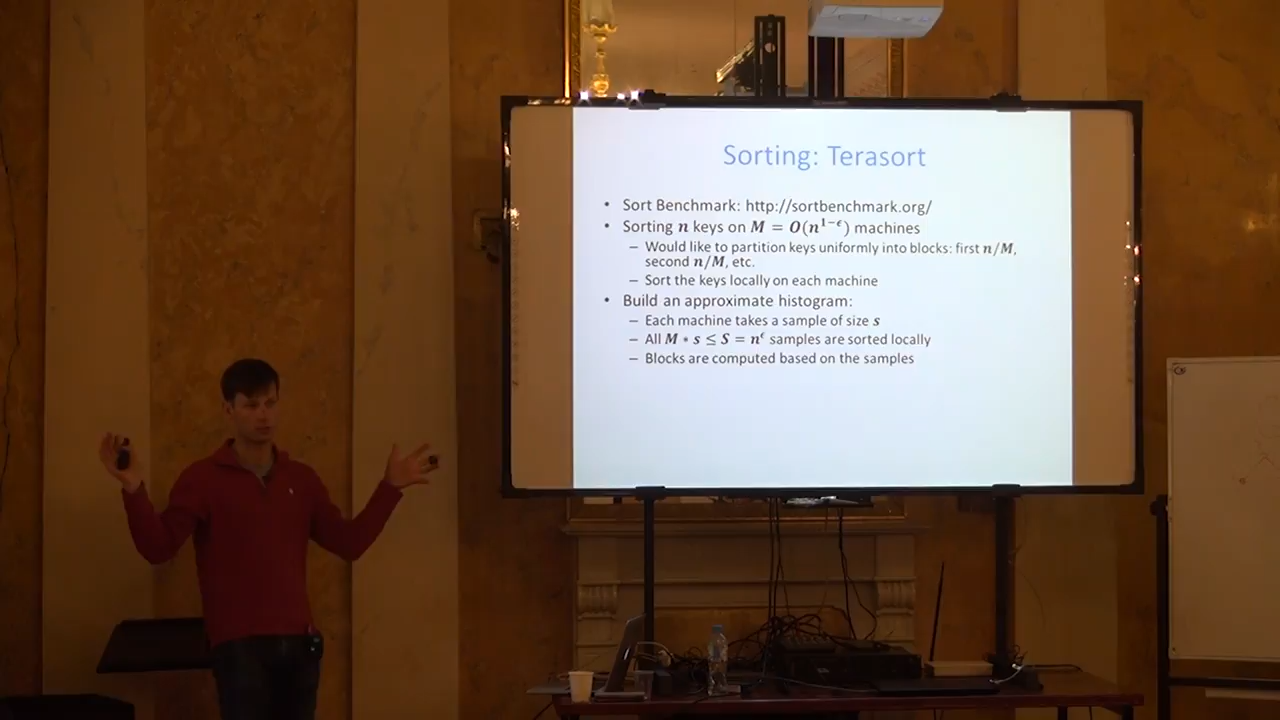 Sorting: Terasort
• Sort Benchmark: http://sortbenchmark.org/
• Sorting n keys on M = O(n^{1−ϵ}) machines
– Would like to partition keys uniformly into blocks: first n/M,
second n/M, etc.
– Sort the keys locally on each machine
• Build an approximate histogram:
– Each machine takes a sample of size s
– All M * s ≤ S = n^ϵ samples are sorted locally
– Blocks are computed based on the samples